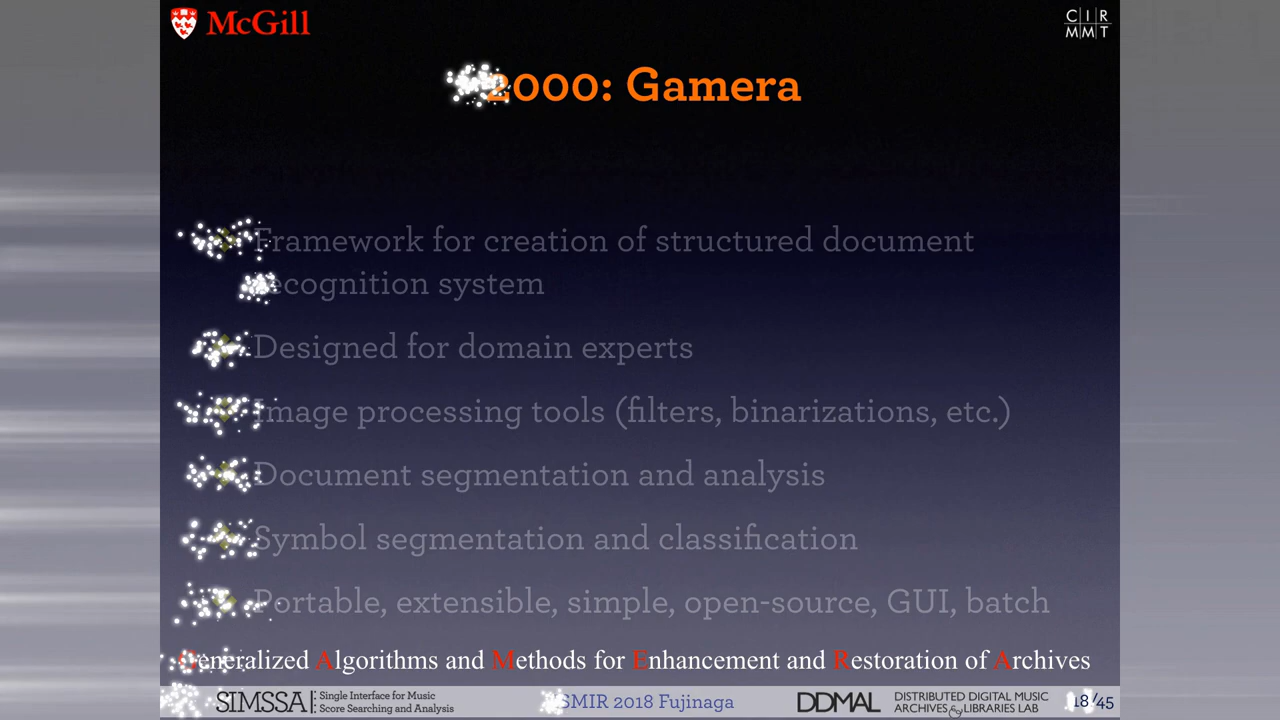 McGill
CIR
MMT
2000: Gamera
Framework for creation of structured document
recognition system
Designed for domain experts
Image processing tools (filters, binarizations, etc.)
Document segmentation and analysis
Symbol segmentation and classification
Portable, extensible, simple, open-source, GUI, batch
Generalized Algorithms and Methods for Enhancement and Restoration of Archives
SIMSSA Single Interface for Music
Score Searching and Analysis
ISMIR 2018 Fujinaga
DDMAL DISTRIBUTED DIGITAL MUSIC
ARCHIVES & LIBRARIES LAB
18/45